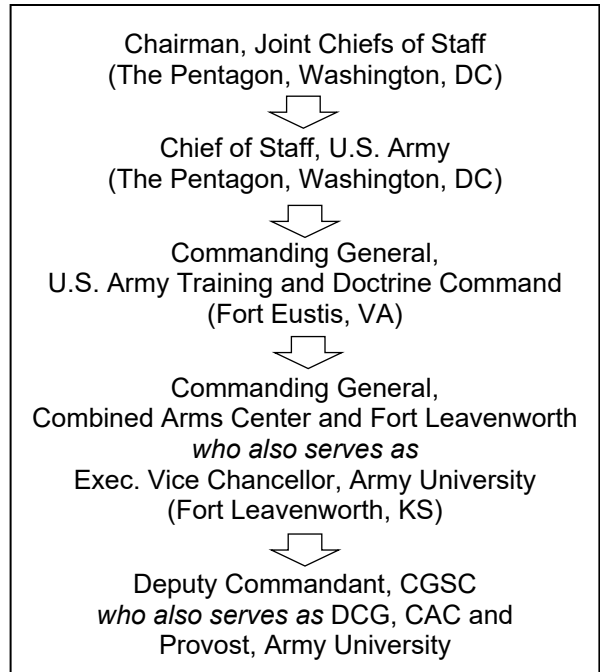 Chairman, Joint Chiefs of Staff
(The Pentagon, Washington, DC)
Chief of Staff, U.S. Army
(The Pentagon, Washington, DC)
Commanding General,
U.S. Army Training and Doctrine Command
(Fort Eustis, VA)
Commanding General,
Combined Arms Center and Fort Leavenworth
who also serves as
Exec. Vice Chancellor, Army University
(Fort Leavenworth, KS)
Deputy Commandant, CGSC
who also serves as DCG, CAC and
Provost, Army University